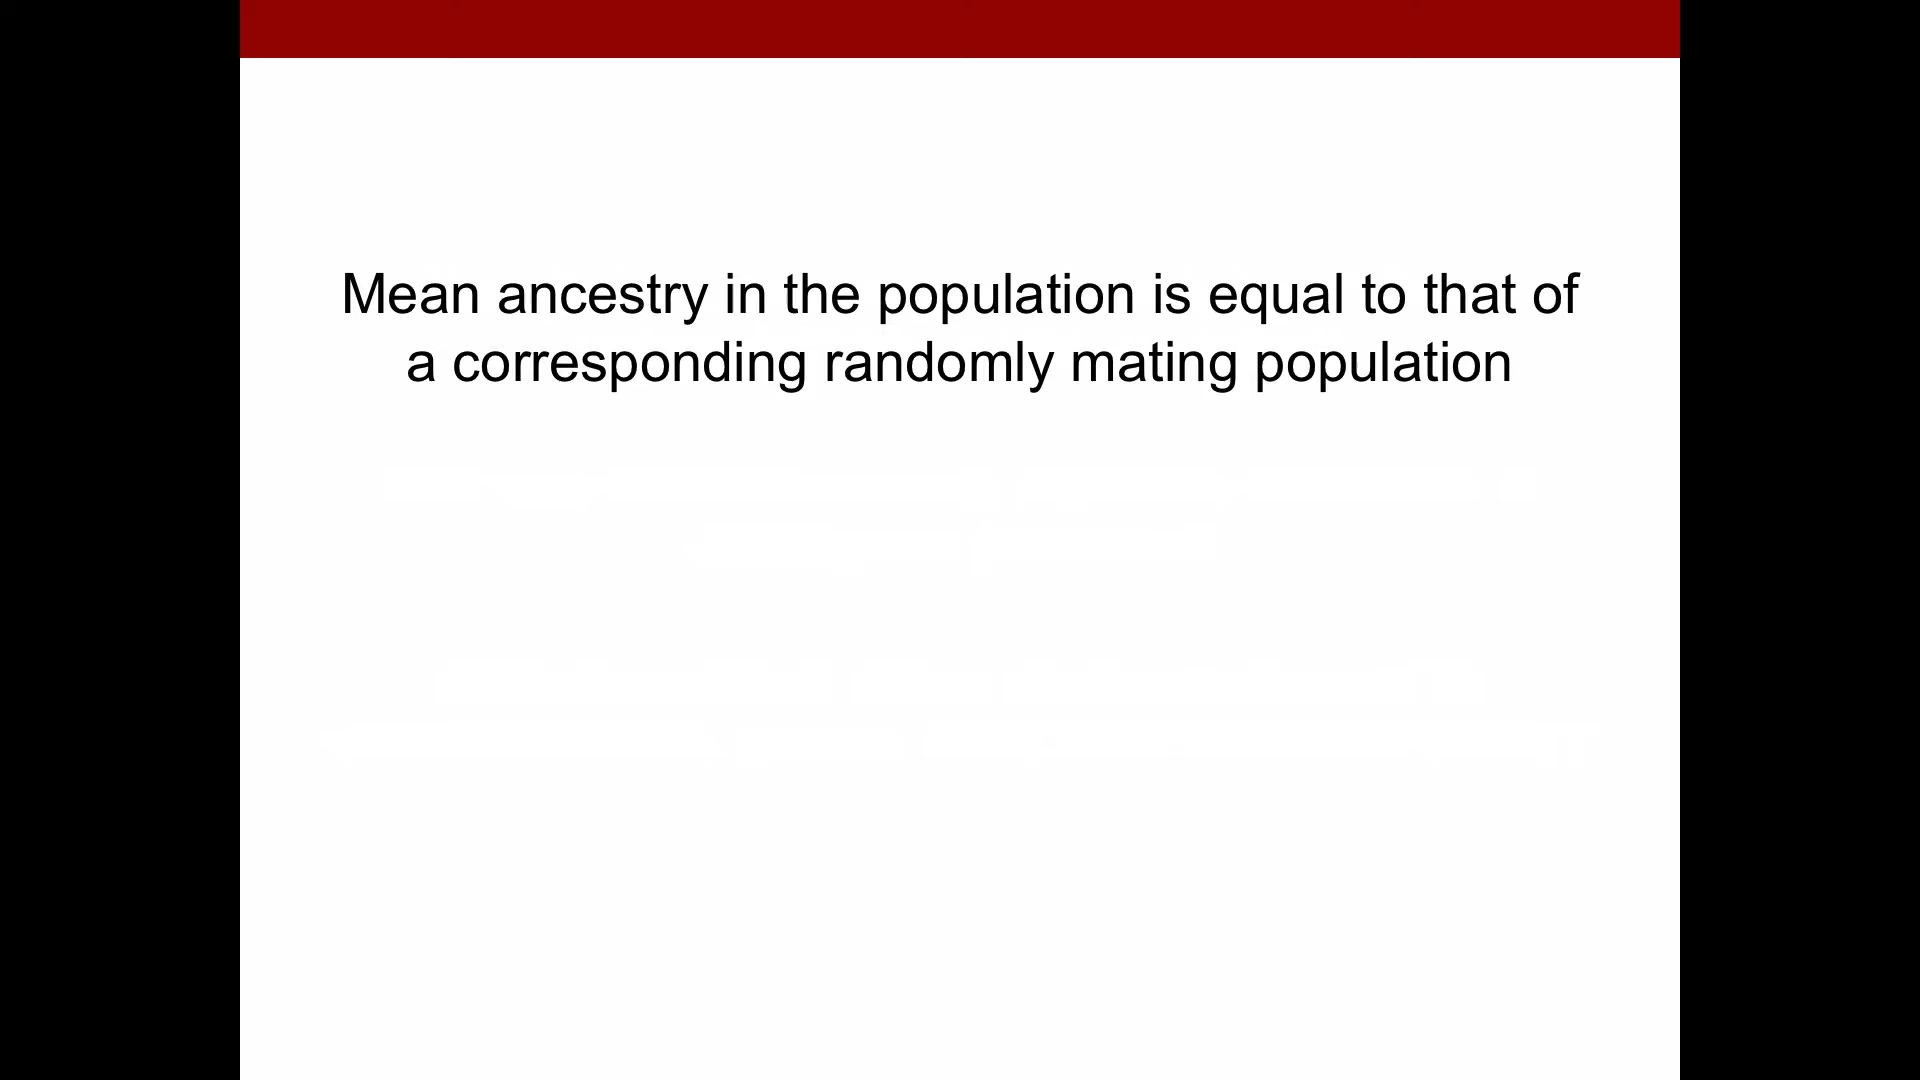 Mean ancestry in the population is equal to that of
a corresponding randomly mating population